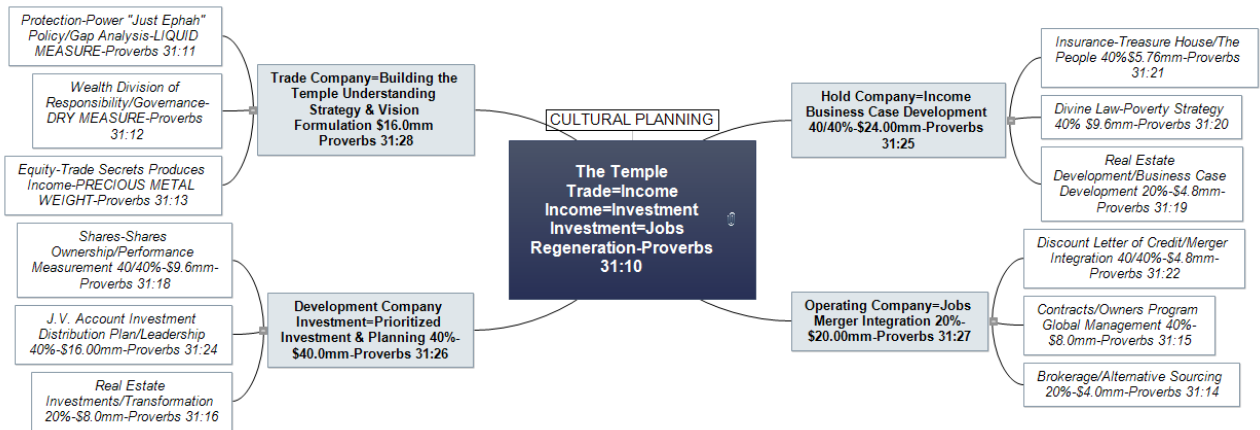 Protection-Power "Just Ephah"
Policy/Gap Analysis-LIQUID
MEASURE-Proverbs 31:11
Wealth Division of
Responsibility/Governance-
DRY MEASURE-Proverbs
31:12
Equity-Trade Secrets Produces
Income-PRECIOUS METAL
WEIGHT-Proverbs 31:13
Trade Company=Building the
Temple Understanding
Strategy & Vision
Formulation $16.0mm
Proverbs 31:28
Shares-Shares
Ownership/Performance
Measurement 40/40%-$9.6mm-
Proverbs 31:18
J.V. Account Investment
Distribution Plan/Leadership
40%-$16.00mm-Proverbs 31:24
Real Estate
Investments/Transformation
20%-$8.0mm-Proverbs 31:16
Development Company
Investment=Prioritized
Investment & Planning 40%-
$40.0mm-Proverbs 31:26
CULTURAL PLANNING
The Temple
Trade=Income
Income=Investment
Investment=Jobs
Regeneration-Proverbs
31:10
Hold Company=Income
Business Case Development
40/40%-$24.00mm-Proverbs
31:25
Insurance-Treasure House/The
People 40%$5.76mm-Proverbs
31:21
Divine Law-Poverty Strategy
40% $9.6mm-Proverbs 31:20
Real Estate
Development/Business Case
Development 20%-$4.8mm-
Proverbs 31:19
Operating Company=Jobs
Merger Integration 20%-
$20.00mm-Proverbs 31:27
Discount Letter of Credit/Merger
Integration 40/40%-$4.8mm-
Proverbs 31:22
Contracts/Owners Program
Global Management 40%-
$8.0mm-Proverbs 31:15
Brokerage/Alternative Sourcing
20%-$4.0mm-Proverbs 31:14